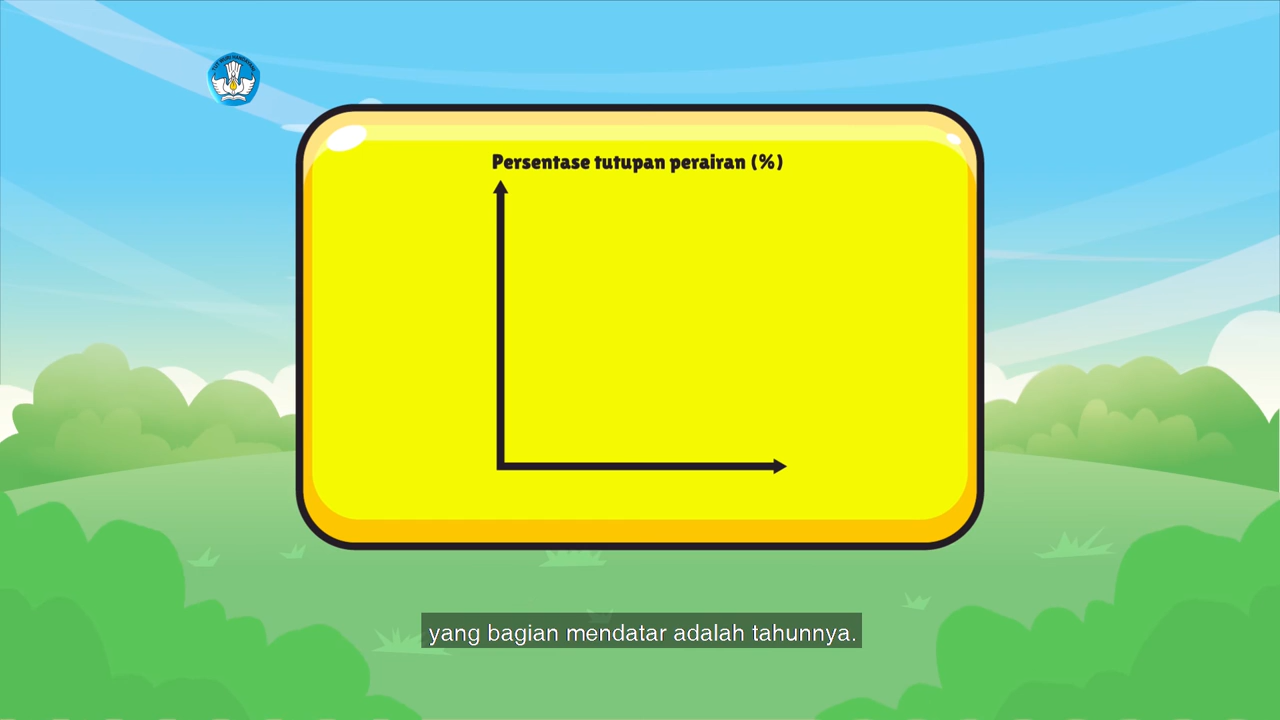 Persentase tutupan perairan (%)
yang bagian mendatar adalah tahunnya.